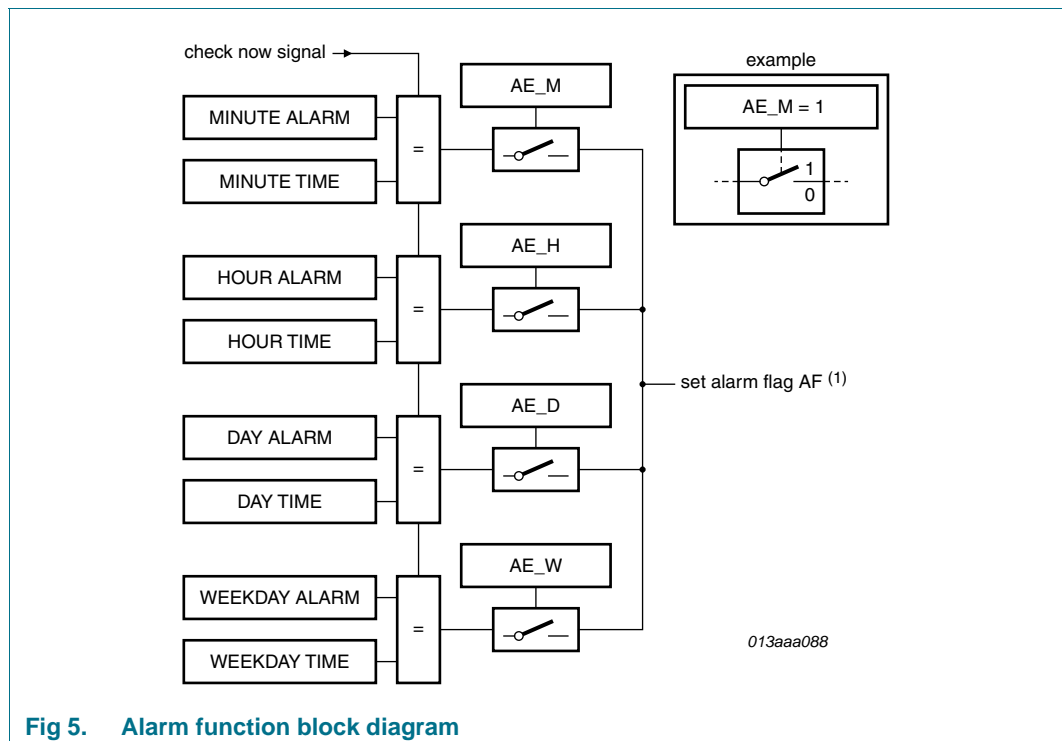 check now signal
example
AE_M
AE_M = 1
MINUTE ALARM
=
MINUTE TIME
1
0
AE_H
HOUR ALARM
=
HOUR TIME
set alarm flag AF (1)
AE_D
DAY ALARM
=
DAY TIME
AE_W
WEEKDAY ALARM
=
WEEKDAY TIME
013aaa088
Fig 5. Alarm function block diagram